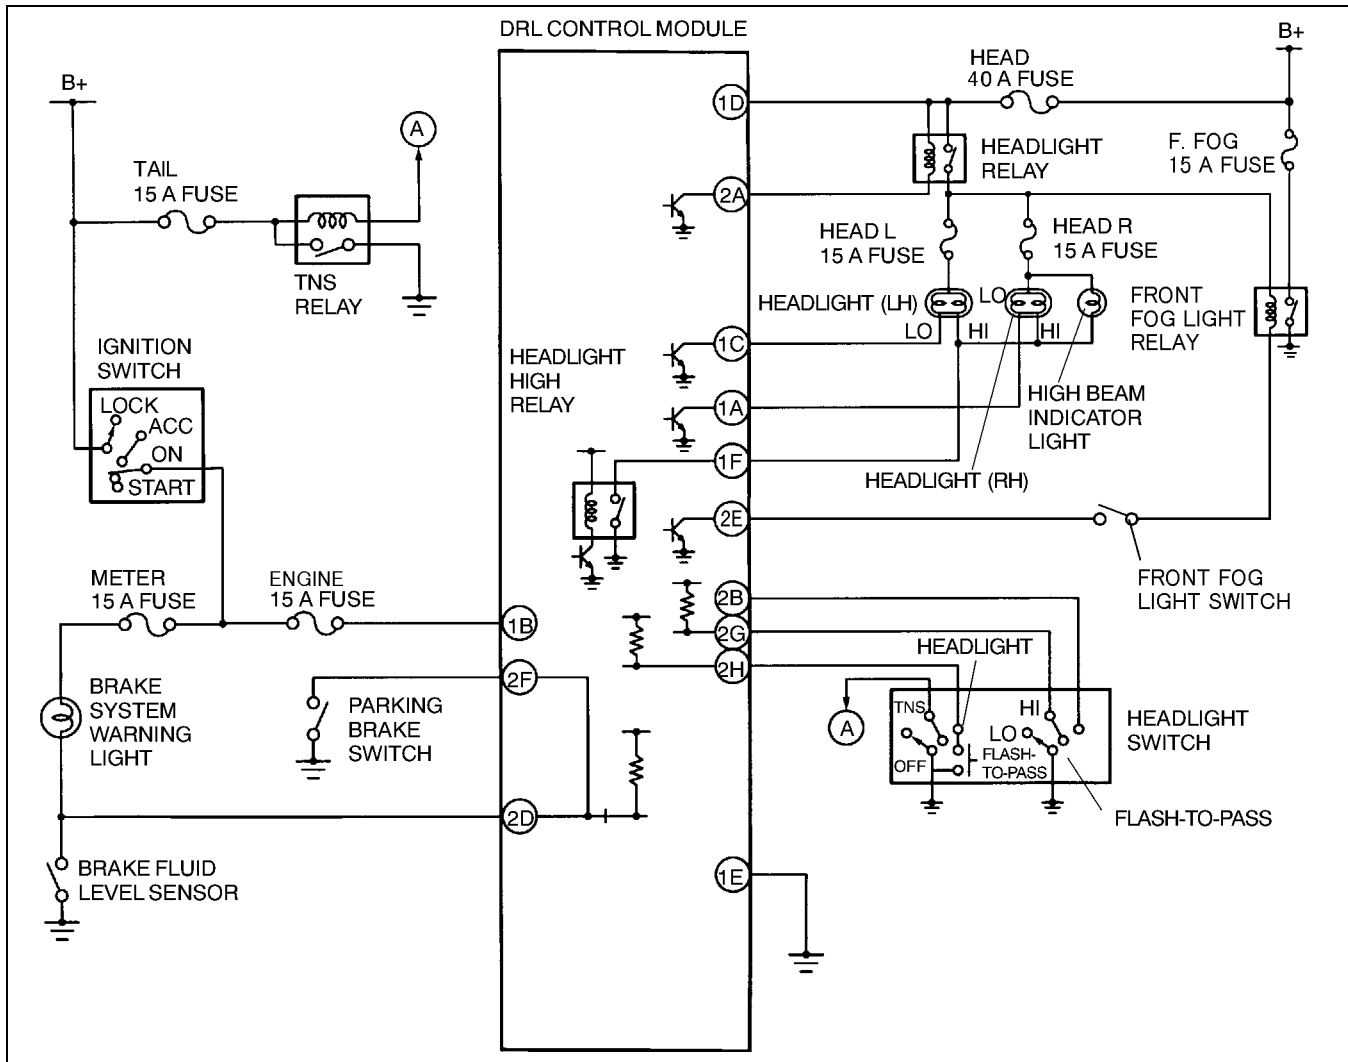 DRL CONTROL MODULE
B+
B+
HEAD
40 A FUSE
1D
A
TAIL
15 A FUSE
HEADLIGHT
RELAY
F. FOG
15 A FUSE
2A
HEAD L
15 A FUSE
HEAD R
15 A FUSE
TNS
RELAY
HEADLIGHT (LH)
LO
FRONT
FOG LIGHT
RELAY
LO
HI
HI
IGNITION
SWITCH
1C
HEADLIGHT
HIGH
RELAY
LOCK
ACC
ON
START
1A
HIGH BEAM
INDICATOR
LIGHT
1F
HEADLIGHT (RH)
2E
METER
15 A FUSE
ENGINE
15 A FUSE
FRONT FOG
LIGHT SWITCH
2B
1B
2G
HEADLIGHT
2H
2F
BRAKE
SYSTEM
WARNING
LIGHT
PARKING
BRAKE
SWITCH
A
TNS
OFF
FLASH-
TO-PASS
HI
LO
HEADLIGHT
SWITCH
2D
FLASH-TO-PASS
BRAKE FLUID
LEVEL SENSOR
1E